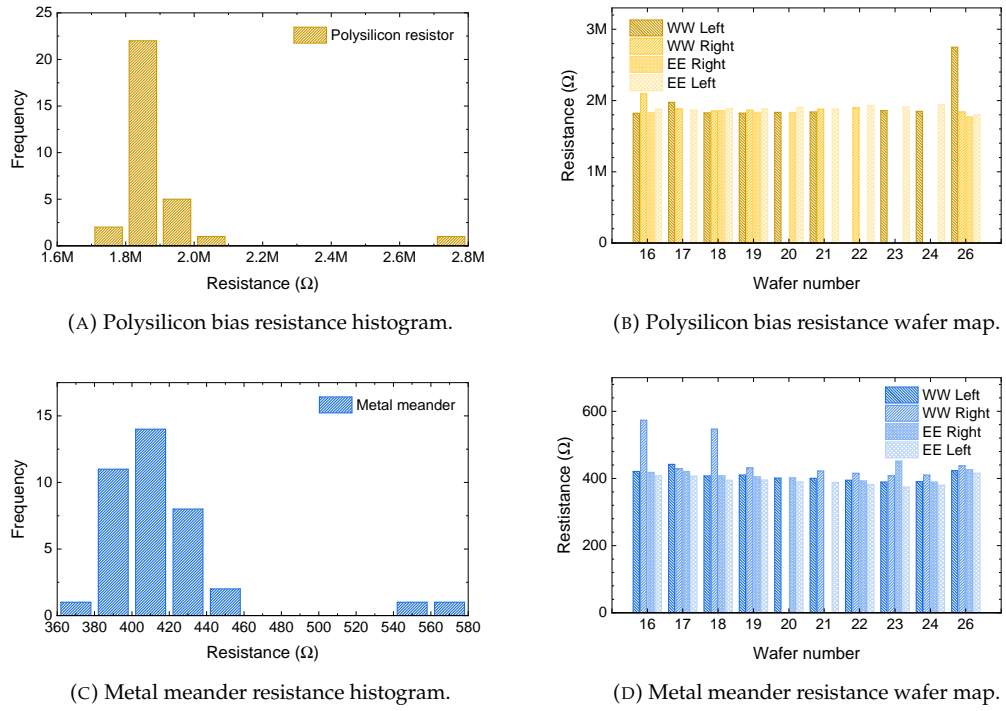 25
20
15
10
5
0
Frequency
Polysilicon resistor
1.6M 1.8M 2.0M 2.2M 2.4M 2.6M 2.8M
Resistance (Ω)
(A) Polysilicon bias resistance histogram.
3M
2M
1M
0
Resistance (Ω)
WW Left
WW Right
EE Right
EE Left
16 17 18 19 20 21 22 23 24 26
Wafer number
(B) Polysilicon bias resistance wafer map.
15
10
5
0
Frequency
Metal meander
360 380 400 420 440 460 480 500 520 540 560 580
Resistance (Ω)
(C) Metal meander resistance histogram.
600
400
200
0
Restistance (Ω)
WW Left
WW Right
EE Right
EE Left
16 17 18 19 20 21 22 23 24 26
Wafer number
(D) Metal meander resistance wafer map.